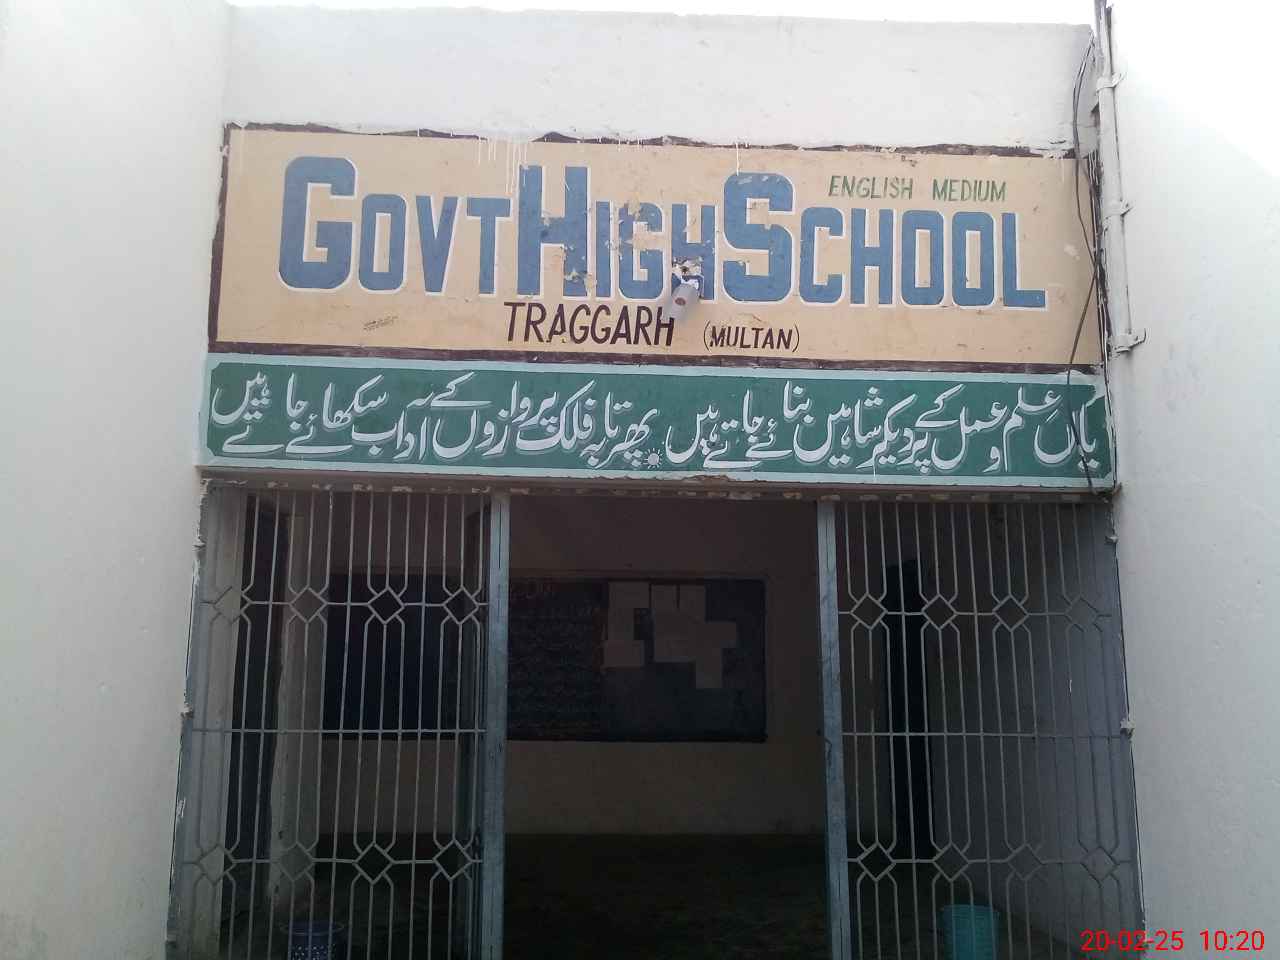 ENGLISH MEDIUM
GOVT HIGH SCHOOL
TRAGGARH (MULTAN)
یاں علم و عمل کے پر دیکر شاہیں بنائے جاتے ہیں پھر تا بہ فلک پروازوں کے یہ آداب سکھائے جاتے ہیں
20-02-25 10:20